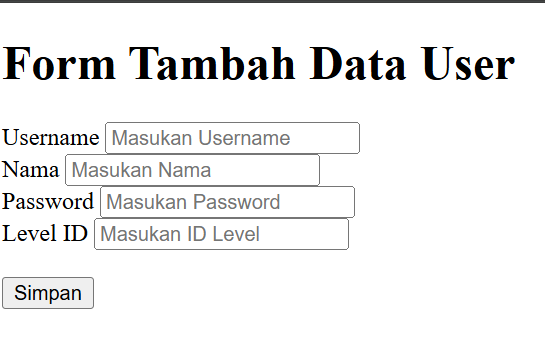 Form Tambah Data User
Username Masukan Username
Nama Masukan Nama
Password Masukan Password
Level ID Masukan ID Level
Simpan